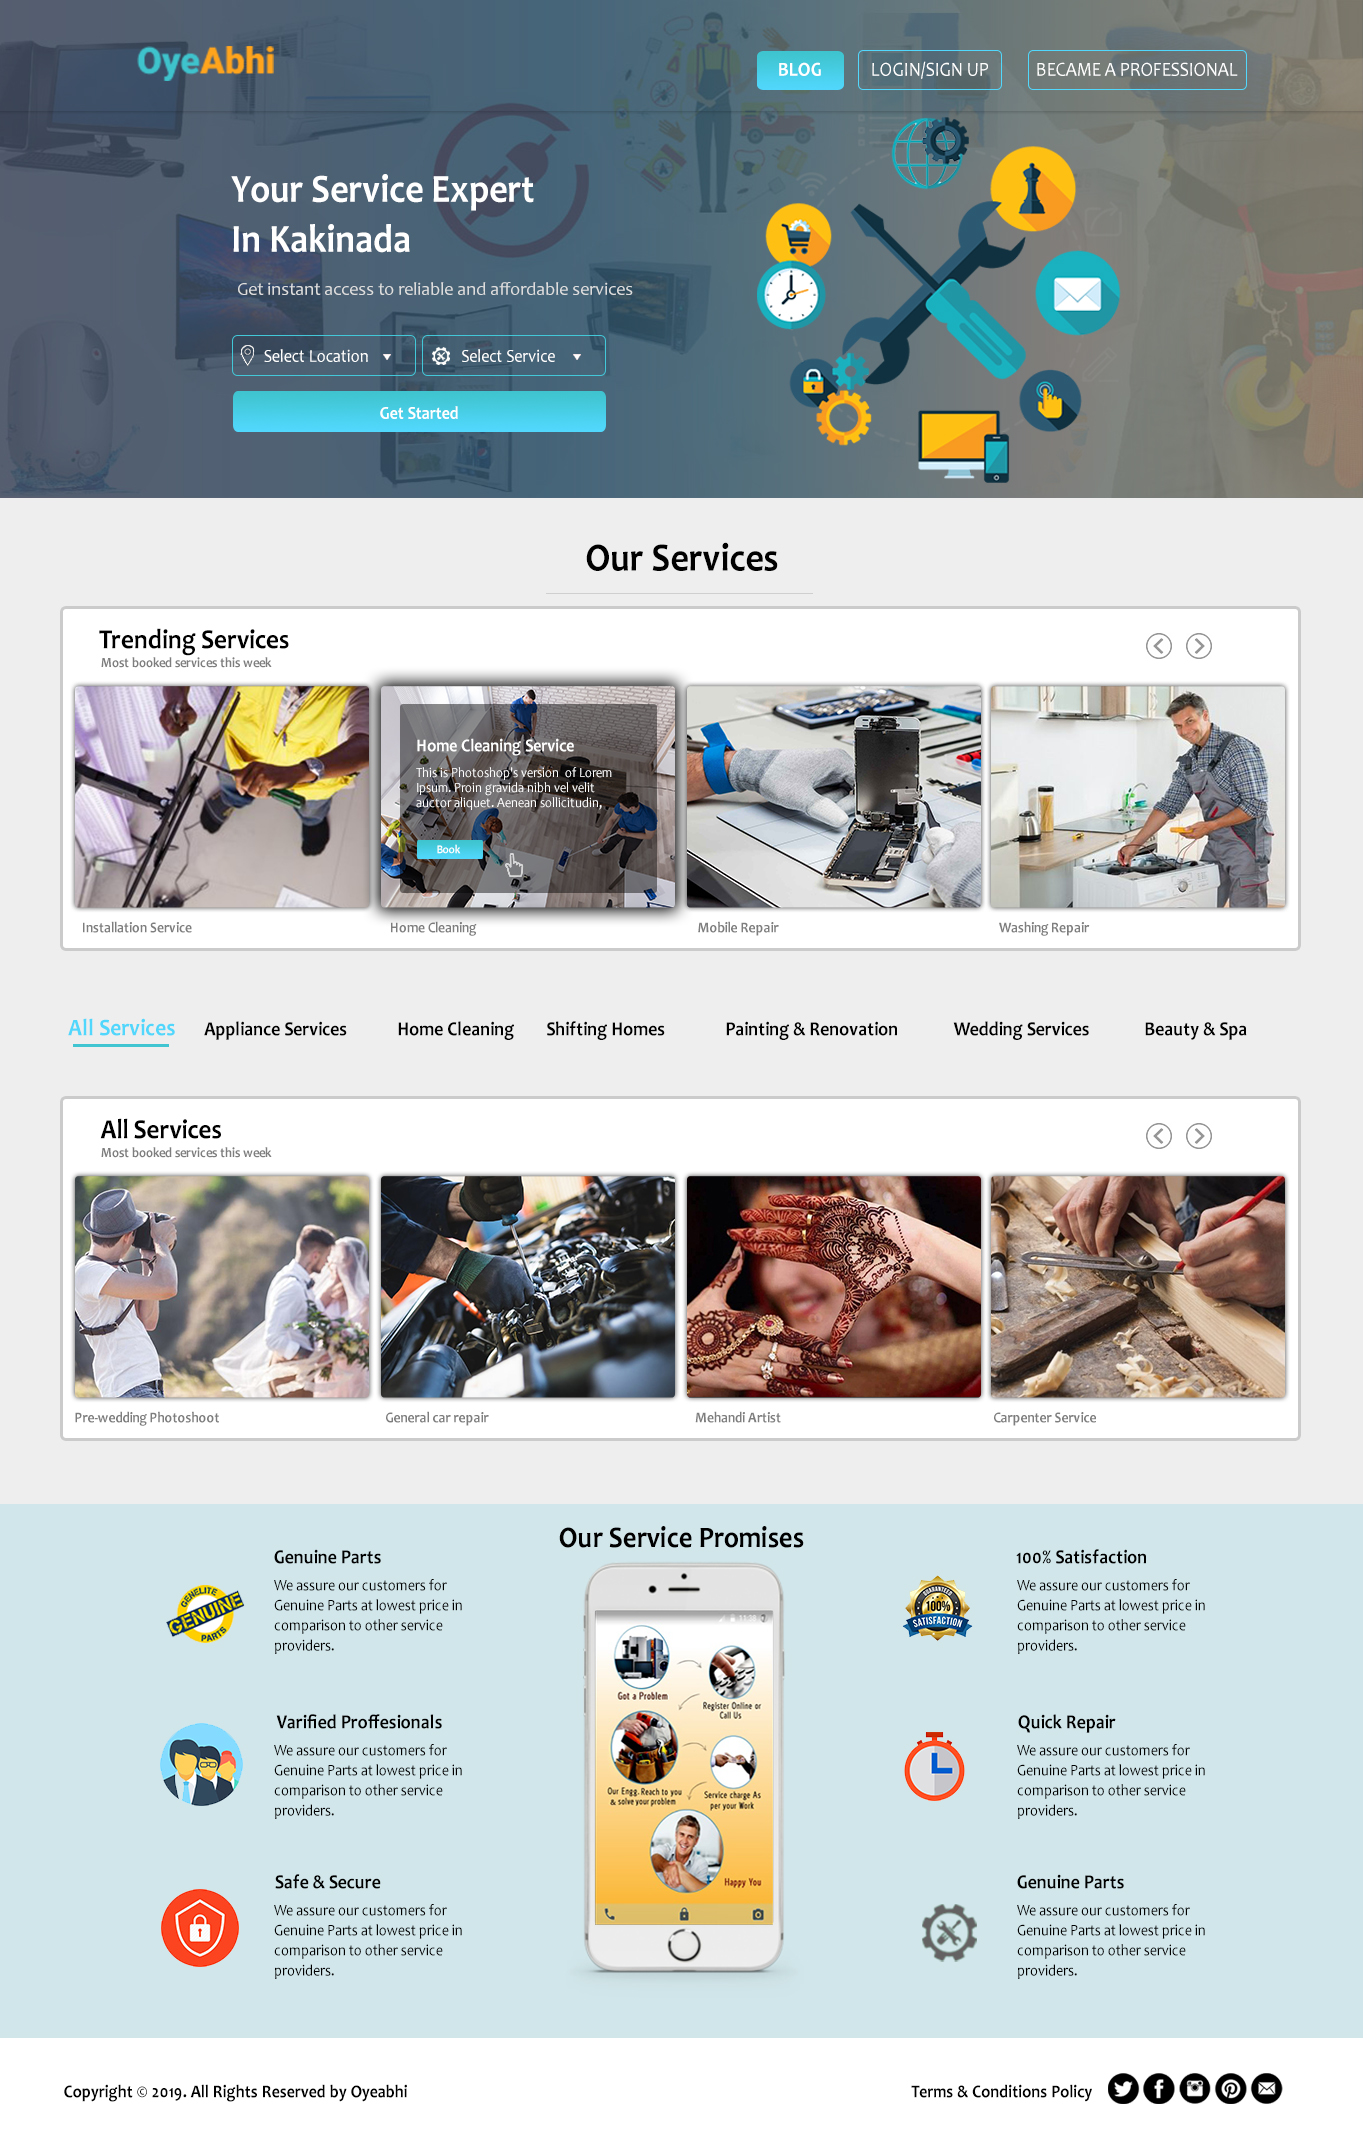 OyeAbhi
BLOG
LOGIN/SIGN UP
BECAME A PROFESSIONAL
Your Service Expert
In Kakinada
Get instant access to reliable and affordable services
Select Location
Select Service
Get Started
Our Services
Trending Services
Most booked services this week
Home Cleaning Service
This is Photoshop's version of Lorem
Ipsum. Proin gravida nibh vel velit
auctor aliquet. Aenean sollicitudin,
Book
Installation Service
Home Cleaning
Mobile Repair
Washing Repair
All Services
Appliance Services
Home Cleaning
Shifting Homes
Painting & Renovation
Wedding Services
Beauty & Spa
All Services
Most booked services this week
Pre-wedding Photoshoot
General car repair
Mehandi Artist
Carpenter Service
Our Service Promises
Genuine Parts
We assure our customers for
Genuine Parts at lowest price in
comparison to other service
providers.
GENELITE
GENUINE
PARTS
Varified Proffesionals
We assure our customers for
Genuine Parts at lowest price in
comparison to other service
providers.
Safe & Secure
We assure our customers for
Genuine Parts at lowest price in
comparison to other service
providers.
Got a Problem
Register Online or
Call Us
Our Engg. Reach to you
& solve your problem
Service charge As
per your Work
Happy You
100% Satisfaction
We assure our customers for
Genuine Parts at lowest price in
comparison to other service
providers.
GUARANTEED
100%
SATISFACTION
Quick Repair
We assure our customers for
Genuine Parts at lowest price in
comparison to other service
providers.
Genuine Parts
We assure our customers for
Genuine Parts at lowest price in
comparison to other service
providers.
Copyright © 2019. All Rights Reserved by Oyeabhi
Terms & Conditions Policy